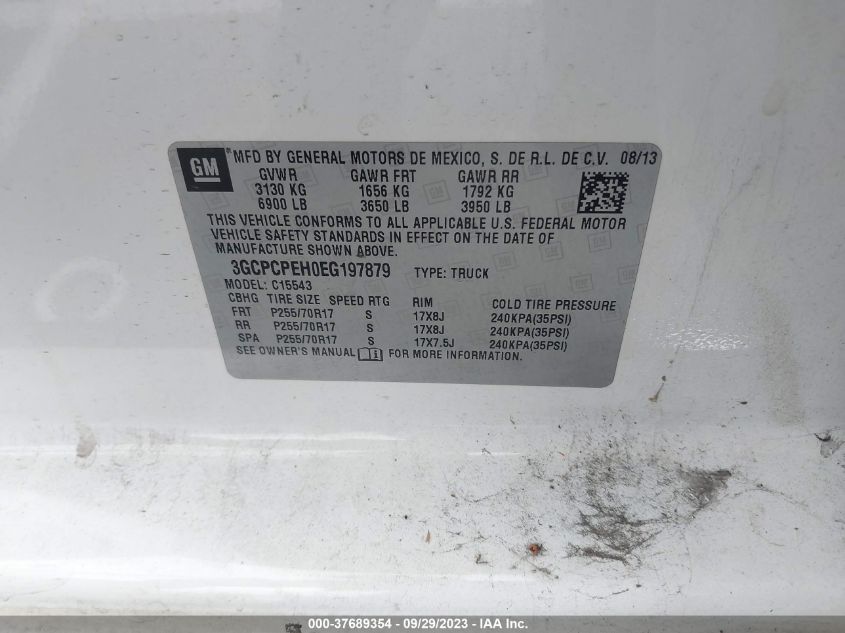 GM
MFD BY GENERAL MOTORS DE MEXICO, S. DE R.L. DE C.V. 08/13
GVWR GAWR FRT GAWR RR
3130 KG 1656 KG 1792 KG
6900 LB 3650 LB 3950 LB
THIS VEHICLE CONFORMS TO ALL APPLICABLE U.S. FEDERAL MOTOR
VEHICLE SAFETY STANDARDS IN EFFECT ON THE DATE OF
MANUFACTURE SHOWN ABOVE.
3GCPCPEH0EG197879 TYPE: TRUCK
MODEL: C15543
CBHG TIRE SIZE SPEED RTG RIM COLD TIRE PRESSURE
FRT P255/70R17 S 17X8J 240KPA(35PSI)
RR P255/70R17 S 17X8J 240KPA(35PSI)
SPA P255/70R17 S 17X7.5J 240KPA(35PSI)
SEE OWNER'S MANUAL FOR MORE INFORMATION.
000-37689354 - 09/29/2023 - IAA Inc.